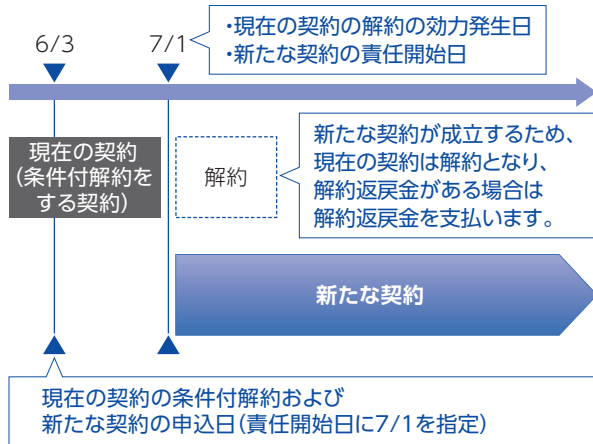 6/3
7/1
・現在の契約の解約の効力発生日
・新たな契約の責任開始日
現在の契約
(条件付解約を
する契約)
解約
新たな契約が成立するため、
現在の契約は解約となり、
解約返戻金がある場合は
解約返戻金を支払います。
新たな契約
現在の契約の条件付解約および
新たな契約の申込日(責任開始日に7/1を指定)